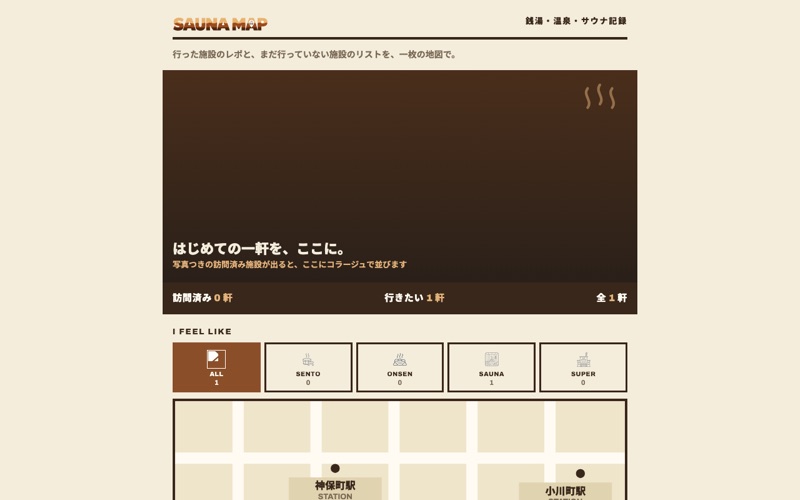 SAUNA MAP
銭湯・温泉・サウナ記録
行った施設のレポと、まだ行っていない施設のリストを、一枚の地図で。
はじめての一軒を、ここに。
写真つきの訪問済み施設が出ると、ここにコラージュで並びます
訪問済み 0 軒
行きたい 1 軒
全 1 軒
I FEEL LIKE
ALL
1
SENTO
0
ONSEN
0
SAUNA
1
SUPER
0
神保町駅
STATION
小川町駅
STATION